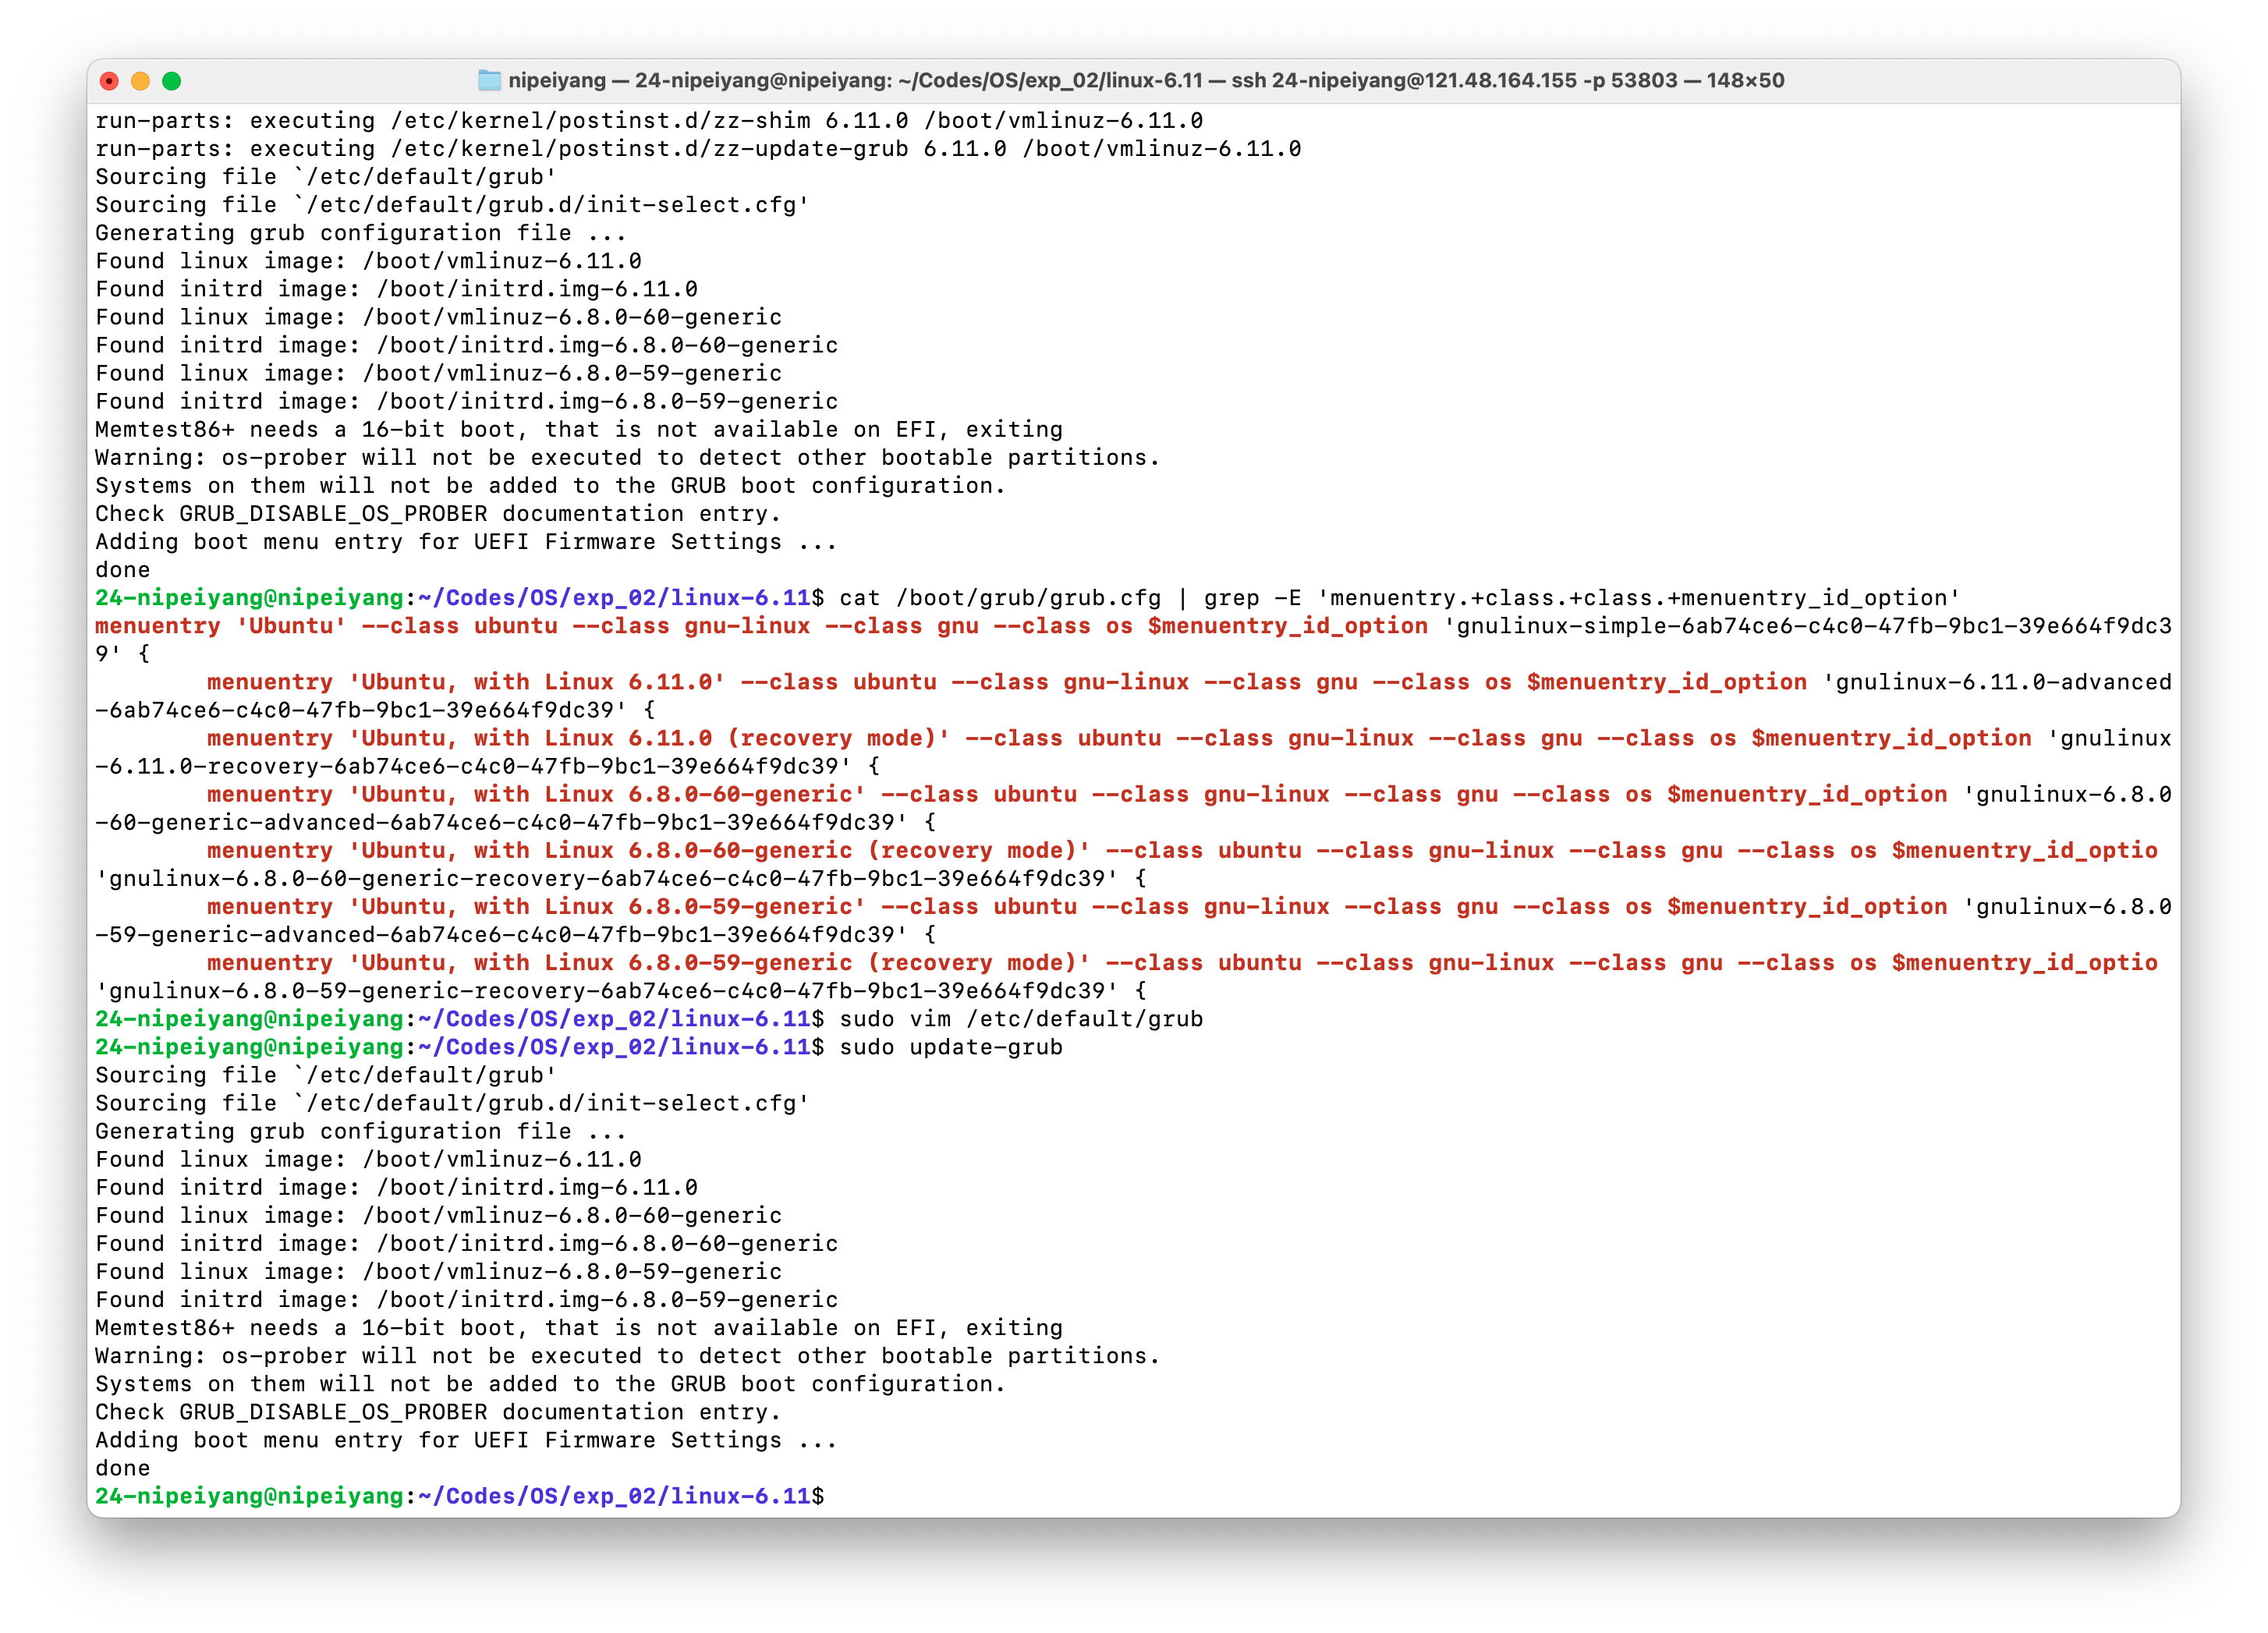 nipeiyang — 24-nipeiyang@nipeiyang: ~/Codes/OS/exp_02/linux-6.11 — ssh 24-nipeiyang@121.48.164.155 -p 53803 — 148×50
run-parts: executing /etc/kernel/postinst.d/zz-shim 6.11.0 /boot/vmlinuz-6.11.0
run-parts: executing /etc/kernel/postinst.d/zz-update-grub 6.11.0 /boot/vmlinuz-6.11.0
Sourcing file `/etc/default/grub'
Sourcing file `/etc/default/grub.d/init-select.cfg'
Generating grub configuration file ...
Found linux image: /boot/vmlinuz-6.11.0
Found initrd image: /boot/initrd.img-6.11.0
Found linux image: /boot/vmlinuz-6.8.0-60-generic
Found initrd image: /boot/initrd.img-6.8.0-60-generic
Found linux image: /boot/vmlinuz-6.8.0-59-generic
Found initrd image: /boot/initrd.img-6.8.0-59-generic
Memtest86+ needs a 16-bit boot, that is not available on EFI, exiting
Warning: os-prober will not be executed to detect other bootable partitions.
Systems on them will not be added to the GRUB boot configuration.
Check GRUB_DISABLE_OS_PROBER documentation entry.
Adding boot menu entry for UEFI Firmware Settings ...
done
24-nipeiyang@nipeiyang:~/Codes/OS/exp_02/linux-6.11$ cat /boot/grub/grub.cfg | grep -E 'menuentry.+class.+class.+menuentry_id_option'
menuentry 'Ubuntu' --class ubuntu --class gnu-linux --class gnu --class os $menuentry_id_option 'gnulinux-simple-6ab74ce6-c4c0-47fb-9bc1-39e664f9dc3
9' {
menuentry 'Ubuntu, with Linux 6.11.0' --class ubuntu --class gnu-linux --class gnu --class os $menuentry_id_option 'gnulinux-6.11.0-advanced
-6ab74ce6-c4c0-47fb-9bc1-39e664f9dc39' {
menuentry 'Ubuntu, with Linux 6.11.0 (recovery mode)' --class ubuntu --class gnu-linux --class gnu --class os $menuentry_id_option 'gnulinux
-6.11.0-recovery-6ab74ce6-c4c0-47fb-9bc1-39e664f9dc39' {
menuentry 'Ubuntu, with Linux 6.8.0-60-generic' --class ubuntu --class gnu-linux --class gnu --class os $menuentry_id_option 'gnulinux-6.8.0
-60-generic-advanced-6ab74ce6-c4c0-47fb-9bc1-39e664f9dc39' {
menuentry 'Ubuntu, with Linux 6.8.0-60-generic (recovery mode)' --class ubuntu --class gnu-linux --class gnu --class os $menuentry_id_optio
'gnulinux-6.8.0-60-generic-recovery-6ab74ce6-c4c0-47fb-9bc1-39e664f9dc39' {
menuentry 'Ubuntu, with Linux 6.8.0-59-generic' --class ubuntu --class gnu-linux --class gnu --class os $menuentry_id_option 'gnulinux-6.8.0
-59-generic-advanced-6ab74ce6-c4c0-47fb-9bc1-39e664f9dc39' {
menuentry 'Ubuntu, with Linux 6.8.0-59-generic (recovery mode)' --class ubuntu --class gnu-linux --class gnu --class os $menuentry_id_optio
'gnulinux-6.8.0-59-generic-recovery-6ab74ce6-c4c0-47fb-9bc1-39e664f9dc39' {
24-nipeiyang@nipeiyang:~/Codes/OS/exp_02/linux-6.11$ sudo vim /etc/default/grub
24-nipeiyang@nipeiyang:~/Codes/OS/exp_02/linux-6.11$ sudo update-grub
Sourcing file `/etc/default/grub'
Sourcing file `/etc/default/grub.d/init-select.cfg'
Generating grub configuration file ...
Found linux image: /boot/vmlinuz-6.11.0
Found initrd image: /boot/initrd.img-6.11.0
Found linux image: /boot/vmlinuz-6.8.0-60-generic
Found initrd image: /boot/initrd.img-6.8.0-60-generic
Found linux image: /boot/vmlinuz-6.8.0-59-generic
Found initrd image: /boot/initrd.img-6.8.0-59-generic
Memtest86+ needs a 16-bit boot, that is not available on EFI, exiting
Warning: os-prober will not be executed to detect other bootable partitions.
Systems on them will not be added to the GRUB boot configuration.
Check GRUB_DISABLE_OS_PROBER documentation entry.
Adding boot menu entry for UEFI Firmware Settings ...
done
24-nipeiyang@nipeiyang:~/Codes/OS/exp_02/linux-6.11$